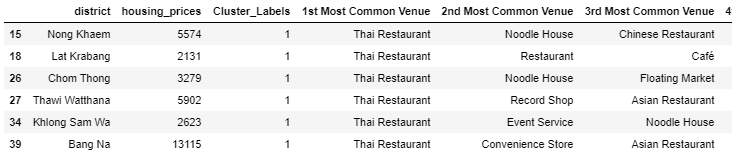 district housing_prices Cluster_Labels 1st Most Common Venue 2nd Most Common Venue 3rd Most Common Venue
15 Nong Khaem 5574 1 Thai Restaurant Noodle House Chinese Restaurant
18 Lat Krabang 2131 1 Thai Restaurant Restaurant Café
26 Chom Thong 3279 1 Thai Restaurant Noodle House Floating Market
27 Thawi Watthana 5902 1 Thai Restaurant Record Shop Asian Restaurant
34 Khlong Sam Wa 2623 1 Thai Restaurant Event Service Noodle House
39 Bang Na 13115 1 Thai Restaurant Convenience Store Asian Restaurant